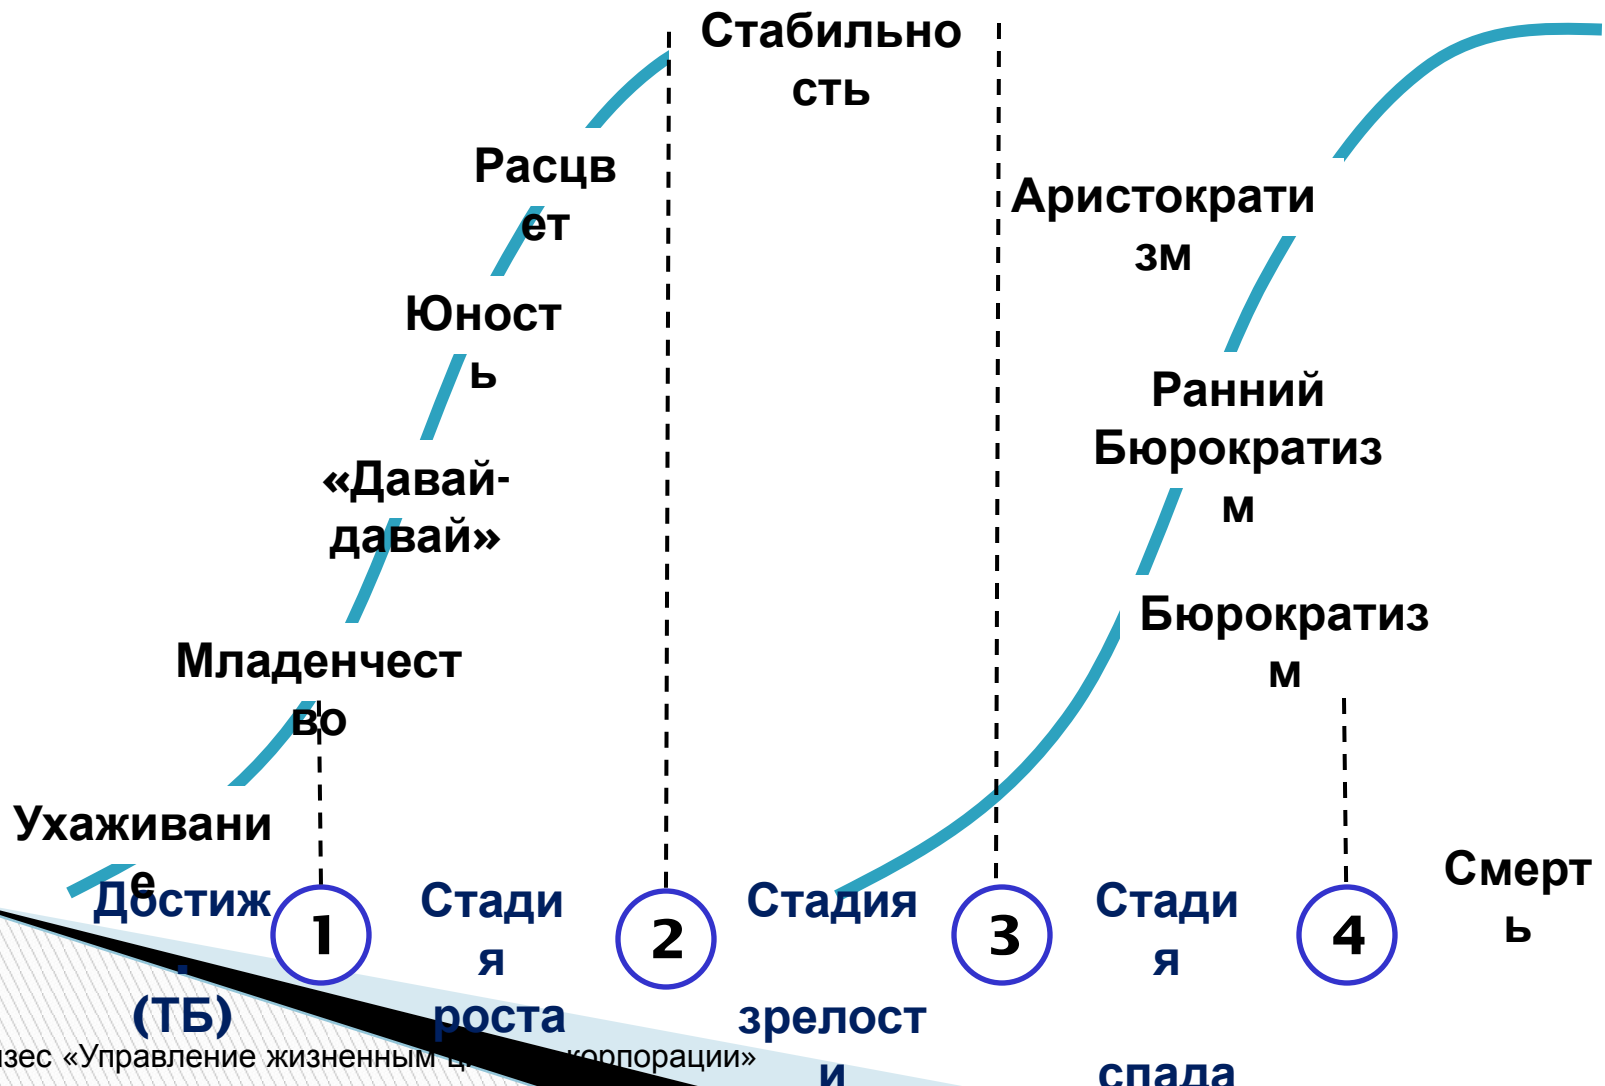 Стабильно
сть
Расцв
ет
Аристократи
зм
Юност
ь
Ранний
Бюрократиз
м
«Давай-
давай»
Бюрократиз
м
Младенчест
во
Ухаживани
е
Смерт
ь
Достиж
.
(ТБ)
1
Стади
я
роста
2
Стадия
зрелост
и
3
Стади
я
спада
4
изес «Управление жизненным корпорации»